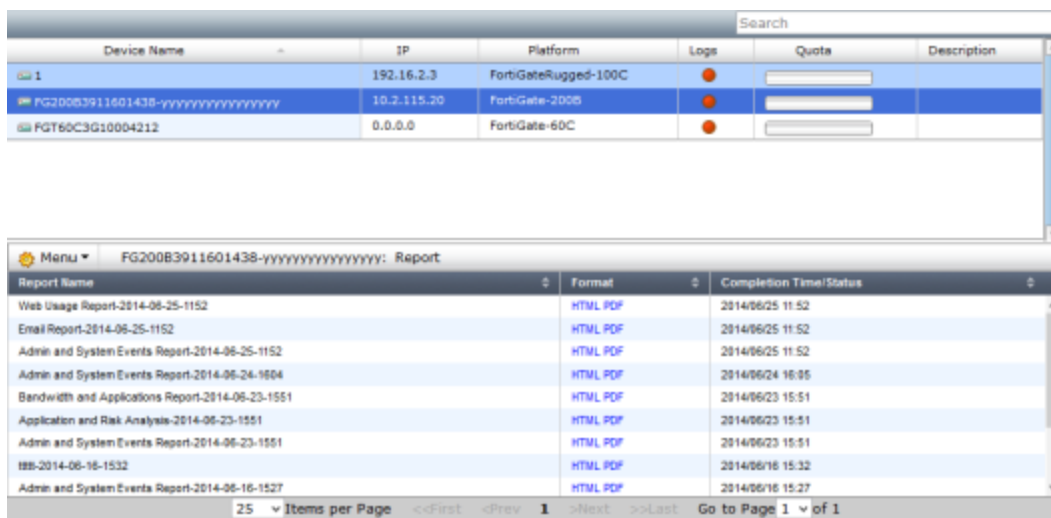 Search
Device Name IP Platform Logs Quota Description
1 192.16.2.3 FortiGateRugged-100C
FG200B3911601438-yyyyyyyyyyyyyyyy 10.2.115.20 FortiGate-200B
FGT60C3G10004212 0.0.0.0 FortiGate-60C
Menu FG200B3911601438-yyyyyyyyyyyyyyyy: Report
Report Name Format Completion Time/Status
Web Usage Report-2014-06-25-1152 HTML PDF 2014/06/25 11:52
Email Report-2014-06-25-1152 HTML PDF 2014/06/25 11:52
Admin and System Events Report-2014-06-25-1152 HTML PDF 2014/06/25 11:52
Admin and System Events Report-2014-06-24-1604 HTML PDF 2014/06/24 16:05
Bandwidth and Applications Report-2014-06-23-1551 HTML PDF 2014/06/23 15:51
Application and Risk Analysis-2014-06-23-1551 HTML PDF 2014/06/23 15:51
Admin and System Events Report-2014-06-23-1551 HTML PDF 2014/06/23 15:51
HTML PDF 2014/06/16 15:32
Admin and System Events Report-2014-06-16-1527 HTML PDF 2014/06/16 15:27
25 Items per Page <<First <Prev 1 >Next >>Last Go to Page 1 of 1